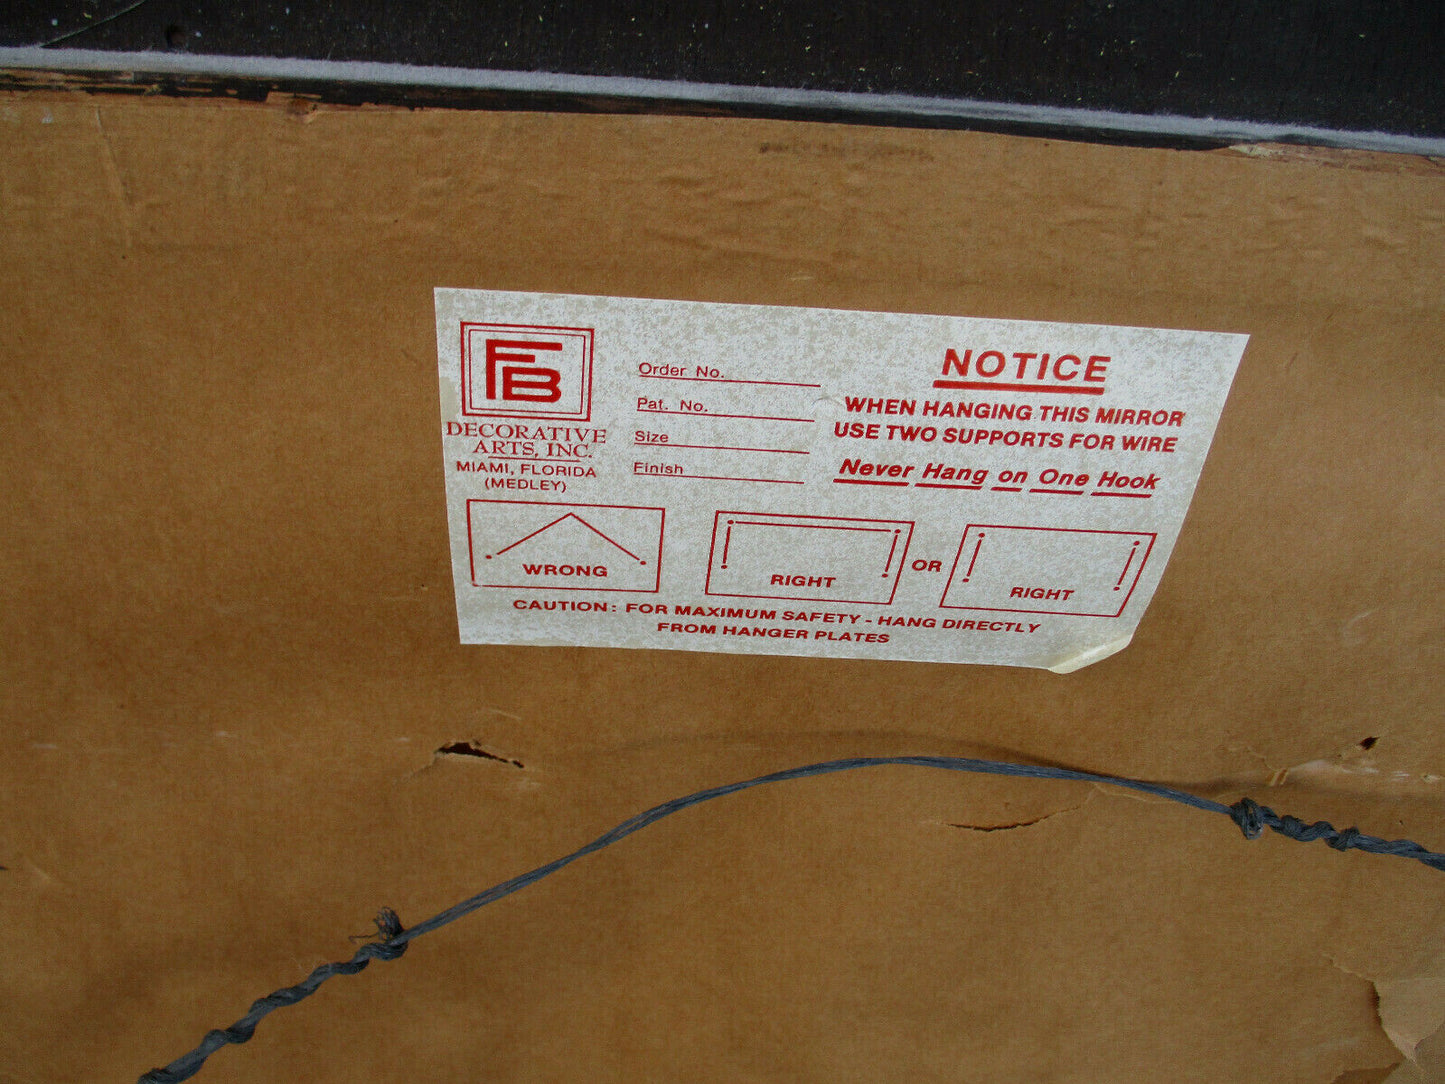 FB
DECORATIVE
ARTS, INC.
MIAMI, FLORIDA
(MEDLEY)
Order No.
Pat. No.
Size
Finish
NOTICE
WHEN HANGING THIS MIRROR
USE TWO SUPPORTS FOR WIRE
Never Hang on One Hook
WRONG
RIGHT
OR
RIGHT
CAUTION: FOR MAXIMUM SAFETY - HANG DIRECTLY
FROM HANGER PLATES